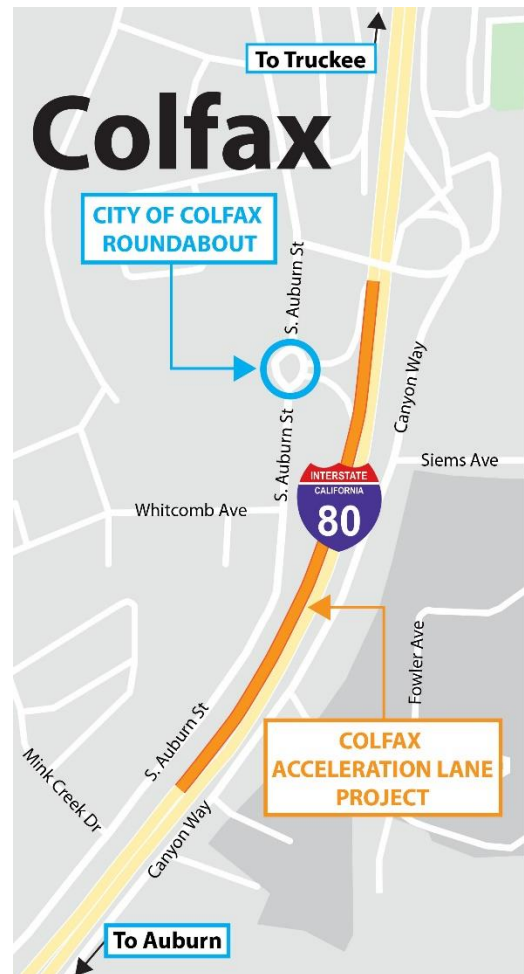 To Truckee
Colfax
CITY OF COLFAX
ROUNDABOUT
S. Auburn St
Canyon Way
S. Auburn St
Siems Ave
INTERSTATE
CALIFORNIA
80
Whitcomb Ave
Fowler Ave
S. Auburn St
COLFAX
ACCELERATION LANE
PROJECT
Mink Creek Dr
Canyon Way
To Auburn